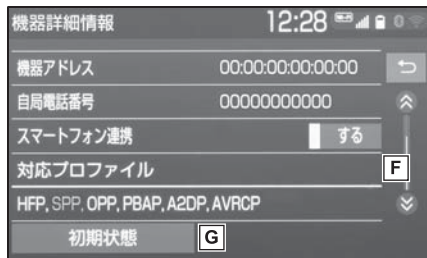 機器詳細情報 12:28
機器アドレス 00:00:00:00:00:00
自局電話番号 00000000000
スマートフォン連携 する
対応プロファイル F
HFP, SPP, OPP, PBAP, A2DP, AVRCP
初期状態 G